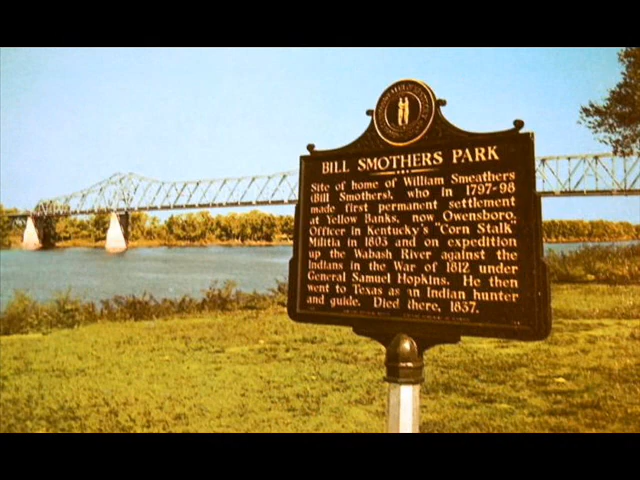 BILL SMOTHERS PARK
Site of home of William Smeathers
(Bill Smothers), who in 1797-98
made first permanent settlement
at Yellow Banks, now Owensboro.
Officer in Kentucky's "Corn Stalk"
Militia in 1803 and on expedition
up the Wabash River against the
Indians in the War of 1812 under
General Samuel Hopkins. He then
went to Texas as an Indian hunter
and guide. Died there, 1837.